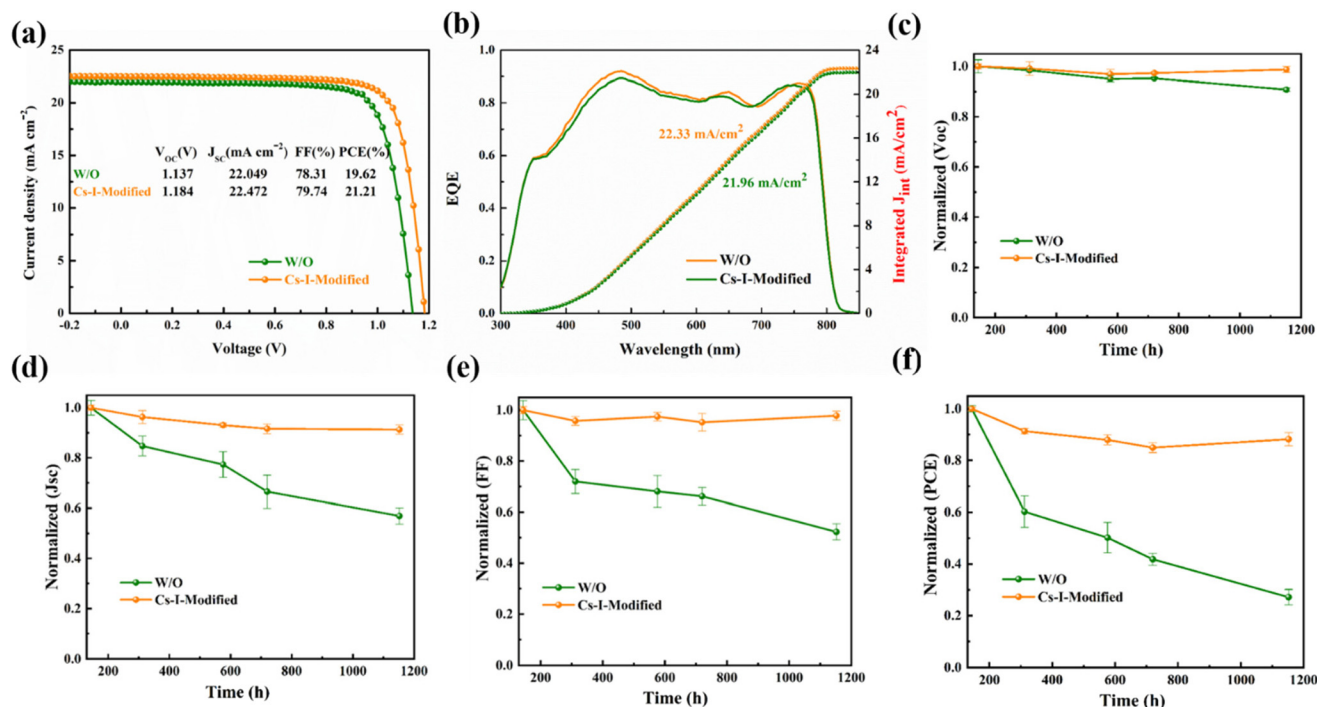 (a)
25
20
15
10
5
0
Current density (mA cm⁻²)
V_OC(V) J_SC(mA cm⁻²) FF(%) PCE(%)
W/O 1.137 22.049 78.31 19.62
Cs-I-Modified 1.184 22.472 79.74 21.21
W/O
Cs-I-Modified
-0.2 0.0 0.2 0.4 0.6 0.8 1.0 1.2
Voltage (V)
(b)
1.0
0.8
0.6
0.4
0.2
0.0
EQE
22.33 mA/cm²
21.96 mA/cm²
W/O
Cs-I-Modified
24
20
16
12
8
4
0
Integrated J_int (mA/cm²)
300 400 500 600 700 800
Wavelength (nm)
(c)
1.0
0.8
0.6
0.4
0.2
0.0
Normalized (Voc)
W/O
Cs-I-Modified
200 400 600 800 1000 1200
Time (h)
(d)
1.0
0.8
0.6
0.4
0.2
0.0
Normalized (Jsc)
W/O
Cs-I-Modified
200 400 600 800 1000 1200
Time (h)
(e)
1.0
0.8
0.6
0.4
0.2
0.0
Normalized (FF)
W/O
Cs-I-Modified
200 400 600 800 1000 1200
Time (h)
(f)
1.0
0.8
0.6
0.4
0.2
0.0
Normalized (PCE)
W/O
Cs-I-Modified
200 400 600 800 1000 1200
Time (h)